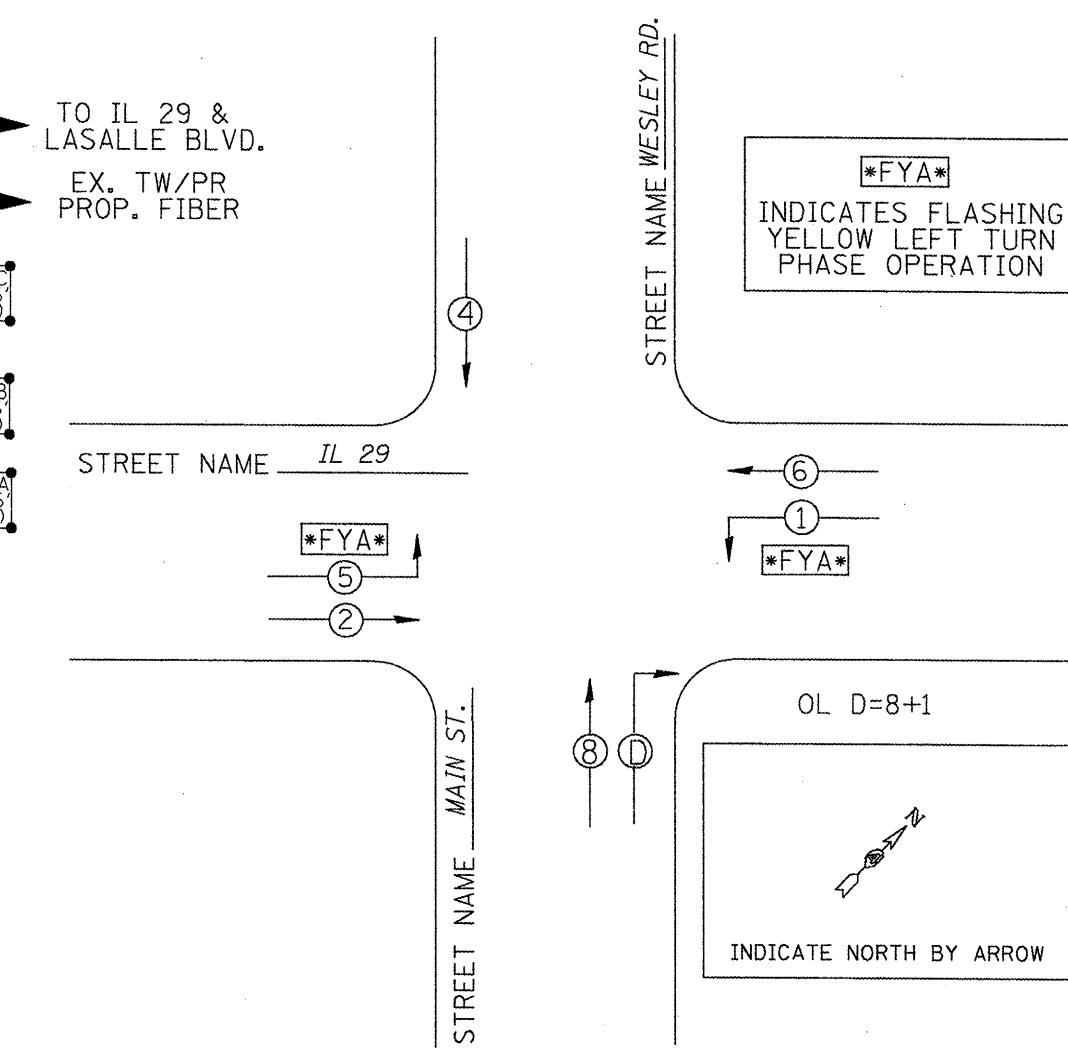 TO IL 29 &
LASALLE BLVD.
EX. TW/PR
PROP. FIBER
STREET NAME WESLEY RD.
*FYA*
INDICATES FLASHING
YELLOW LEFT TURN
PHASE OPERATION
4
STREET NAME IL 29
6
1
*FYA*
*FYA*
5
2
OL D=8+1
8 D
STREET NAME MAIN ST.
N
INDICATE NORTH BY ARROW